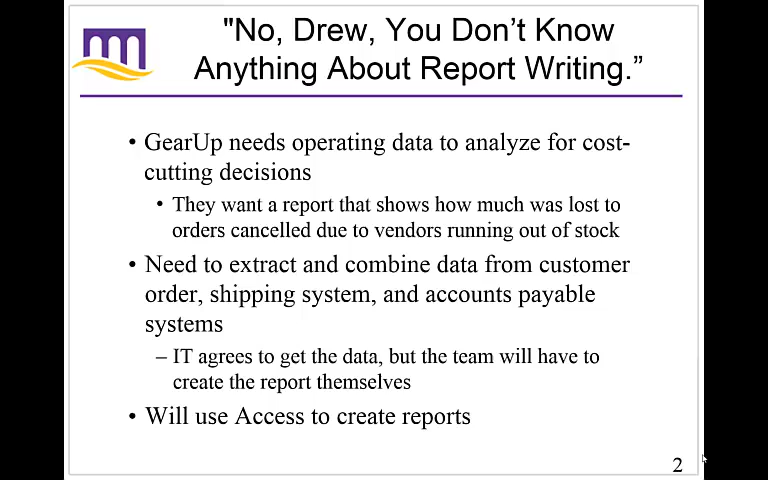 "No, Drew, You Don’t Know
Anything About Report Writing.”
• GearUp needs operating data to analyze for cost-
cutting decisions
• They want a report that shows how much was lost to
orders cancelled due to vendors running out of stock
• Need to extract and combine data from customer
order, shipping system, and accounts payable
systems
– IT agrees to get the data, but the team will have to
create the report themselves
• Will use Access to create reports
2